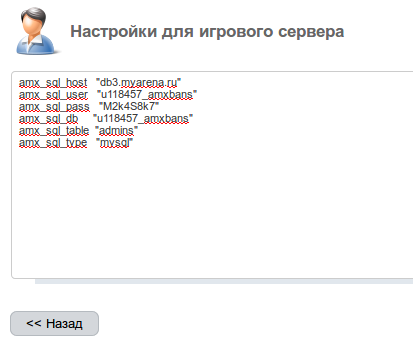 Настройки для игрового сервера
amx_sql_host "db3.myarena.ru"
amx_sql_user "u118457_amxbans"
amx_sql_pass "M2k4S8k7"
amx_sql_db "u118457_amxbans"
amx_sql_table "admins"
amx_sql_type "mysql"
<< Назад